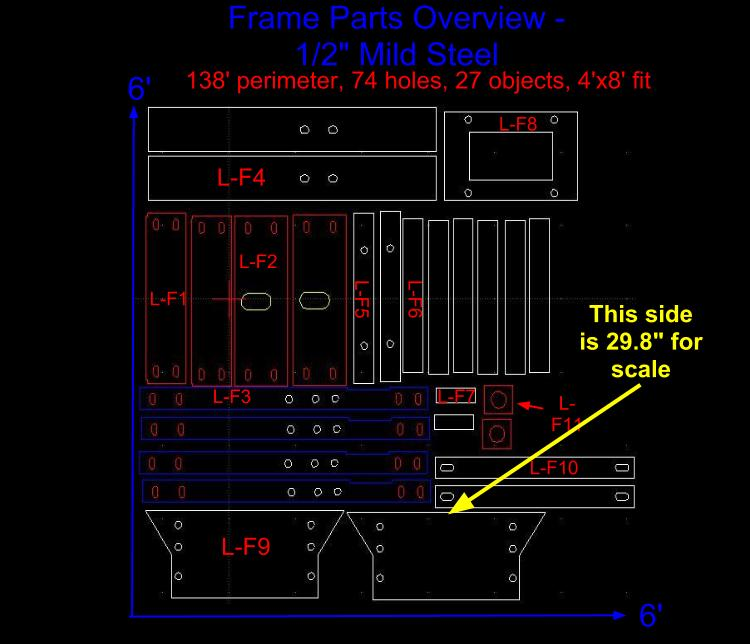 Frame Parts Overview -
1/2" Mild Steel
138' perimeter, 74 holes, 27 objects, 4'x8' fit
6'
L-F8
L-F4
L-F2
L-F1
L-F5
L-F6
This side
is 29.8" for
scale
L-F3
L-F7
L-
F11
L-F10
L-F9
6'